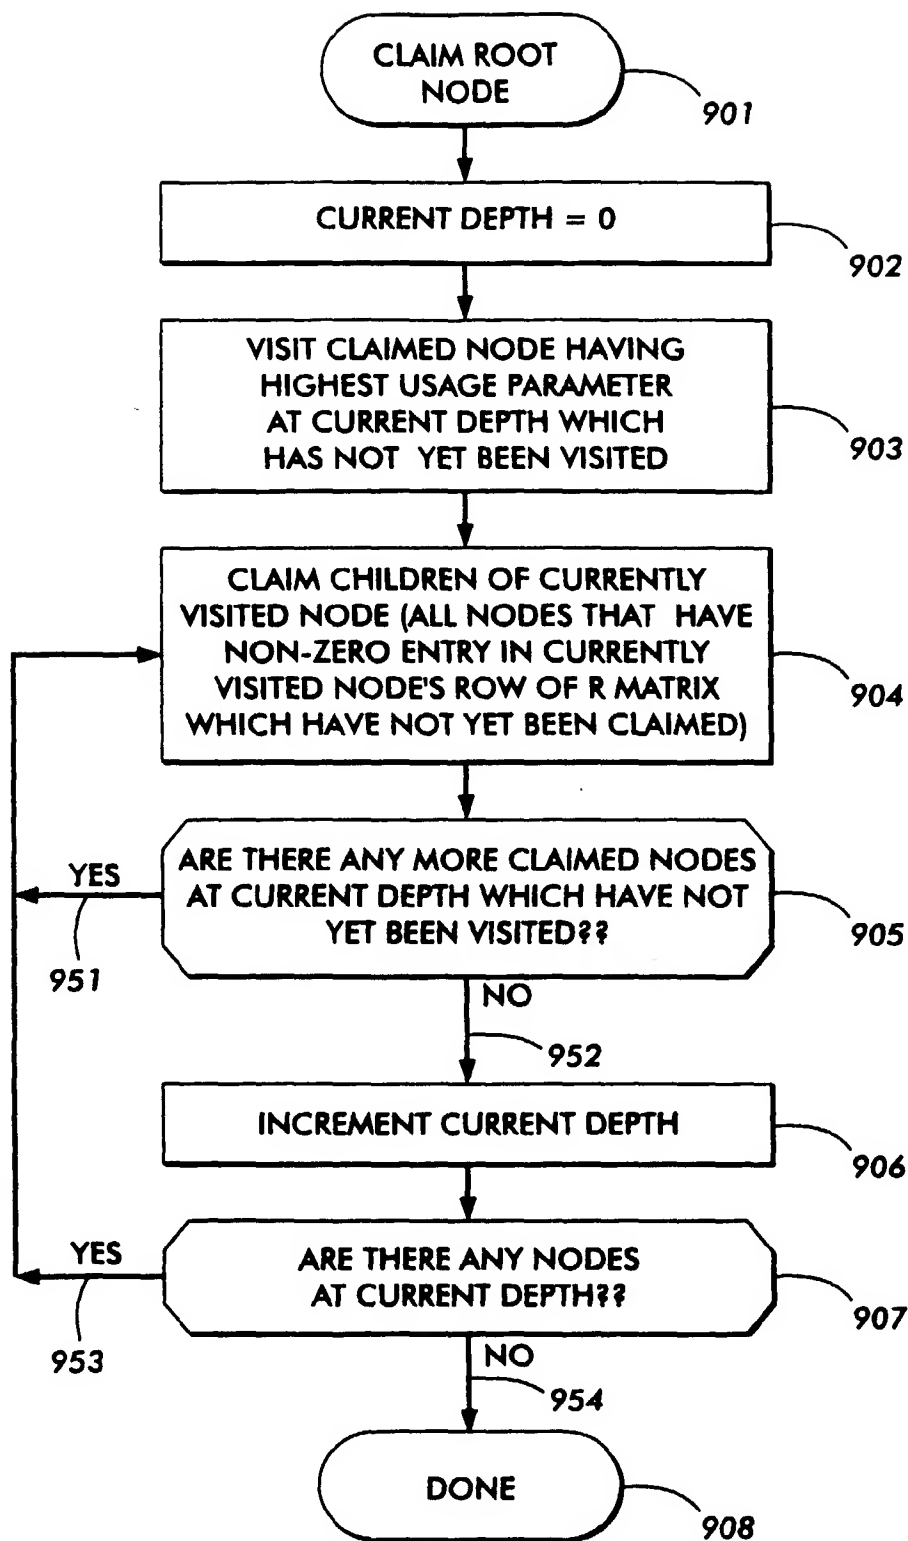 CLAIM ROOT
NODE
901
CURRENT DEPTH = 0
902
VISIT CLAIMED NODE HAVING
HIGHEST USAGE PARAMETER
AT CURRENT DEPTH WHICH
HAS NOT YET BEEN VISITED
903
CLAIM CHILDREN OF CURRENTLY
VISITED NODE (ALL NODES THAT HAVE
NON-ZERO ENTRY IN CURRENTLY
VISITED NODE'S ROW OF R MATRIX
WHICH HAVE NOT YET BEEN CLAIMED)
904
ARE THERE ANY MORE CLAIMED NODES
AT CURRENT DEPTH WHICH HAVE NOT
YET BEEN VISITED??
905
YES
951
NO
952
INCREMENT CURRENT DEPTH
906
ARE THERE ANY NODES
AT CURRENT DEPTH??
907
YES
953
NO
954
DONE
908